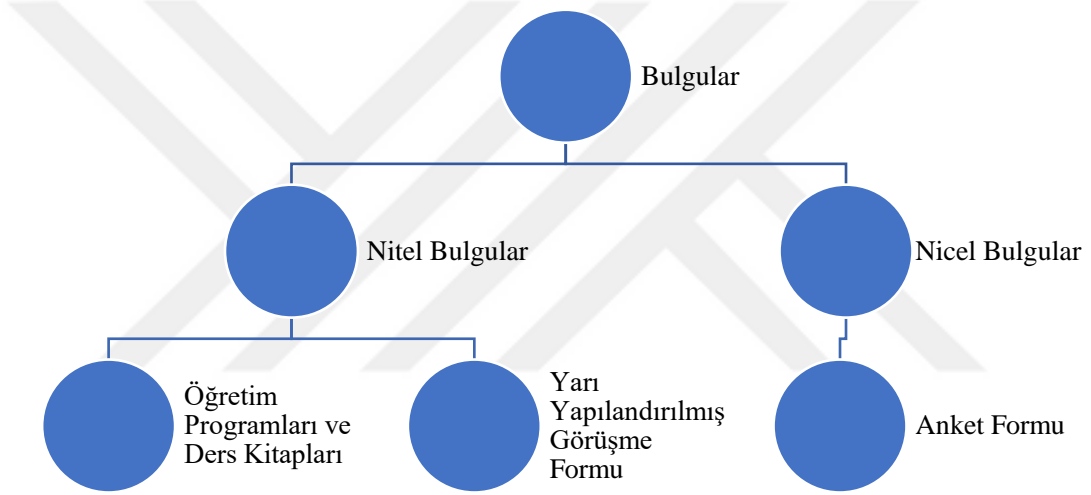 Bulgular
Nitel Bulgular
Nicel Bulgular
Öğretim
Programları ve
Ders Kitapları
Yarı
Yapılandırılmış
Görüşme
Formu
Anket Formu